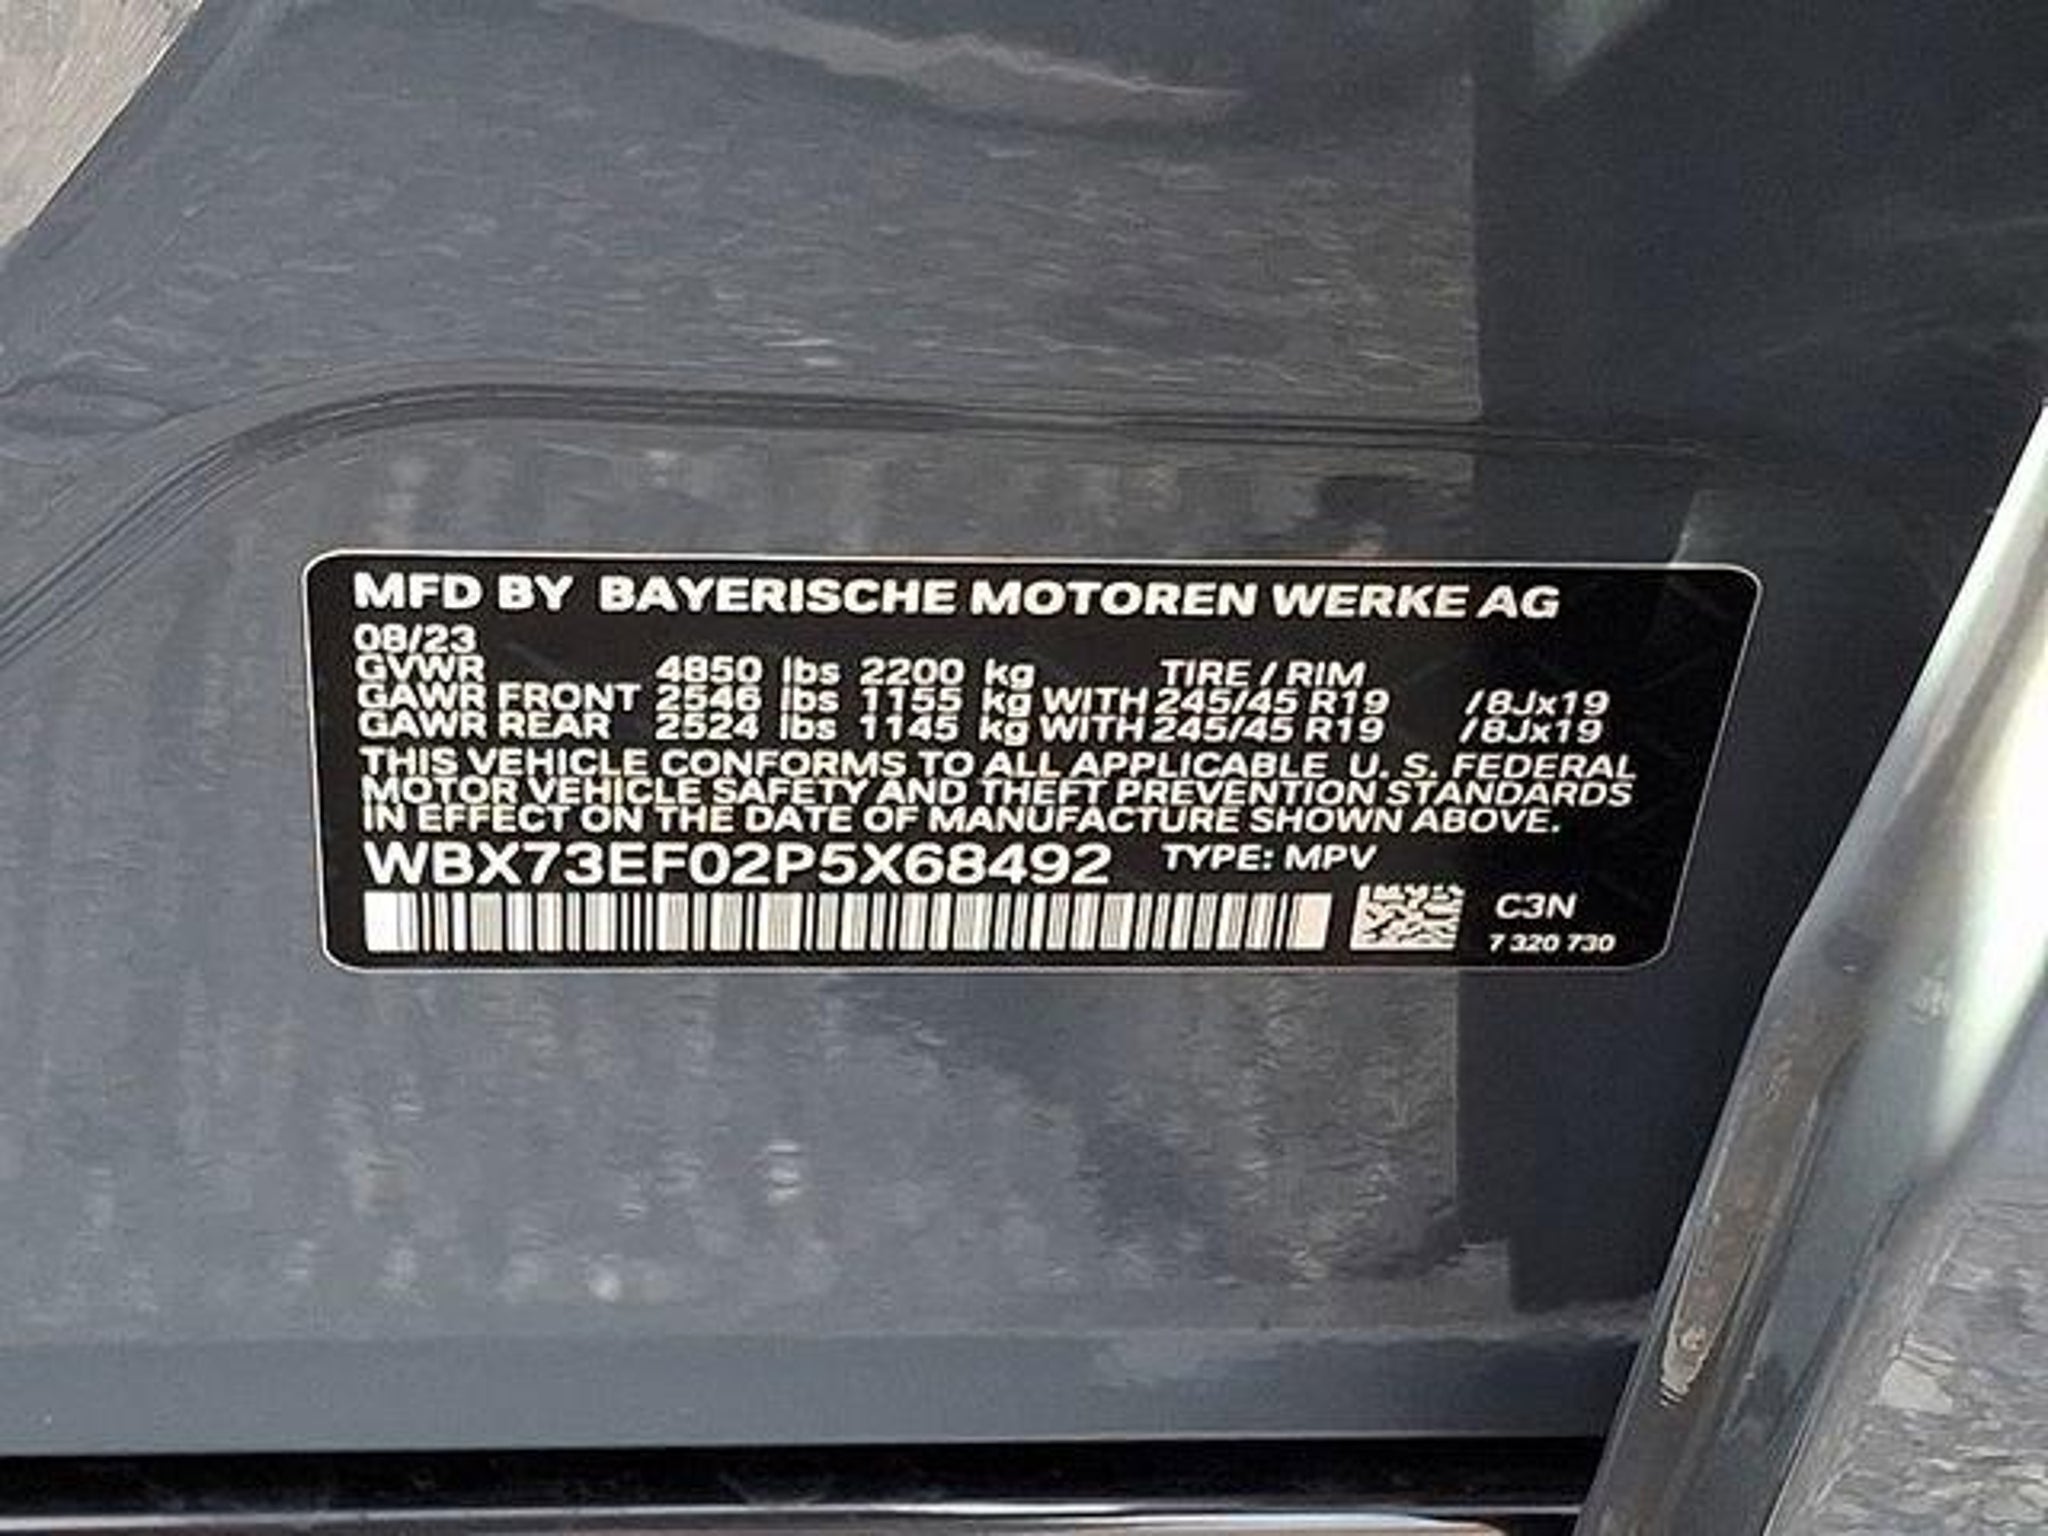 MFD BY BAYERISCHE MOTOREN WERKE AG
08/23
GVWR 4850 lbs 2200 kg TIRE / RIM
GAWR FRONT 2546 lbs 1155 kg WITH 245/45 R19 /8Jx19
GAWR REAR 2524 lbs 1145 kg WITH 245/45 R19 /8Jx19
THIS VEHICLE CONFORMS TO ALL APPLICABLE U. S. FEDERAL
MOTOR VEHICLE SAFETY AND THEFT PREVENTION STANDARDS
IN EFFECT ON THE DATE OF MANUFACTURE SHOWN ABOVE.
WBX73EF02P5X68492 TYPE: MPV
C3N
7 320 730